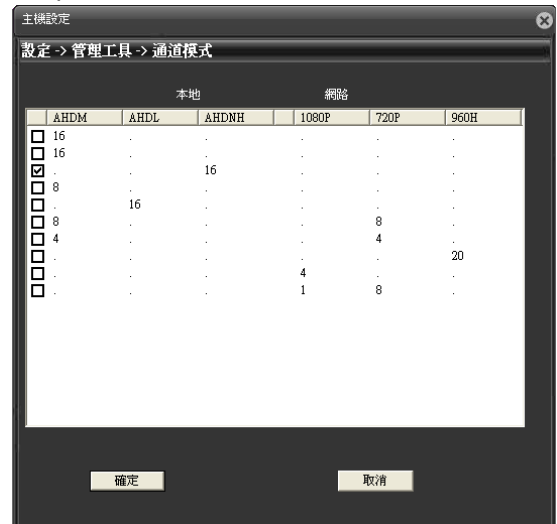 主機設定
設定 -> 管理工具 -> 通道模式
本地 網路
AHDM AHDL AHDNH 1080P 720P 960H
16 . . . . .
16 . . . . .
. . 16 . . .
8 . . . . .
. 16 . . . .
8 . . . 8 .
4 . . . 4 .
. . . . . 20
. . . 4 . .
. . . 1 8 .
確定 取消